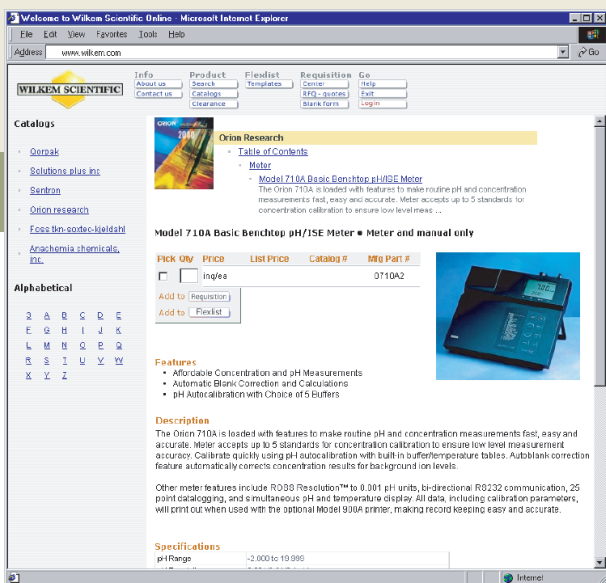 Welcome to Wilkem Scientific Online - Microsoft Internet Explorer
File Edit View Favorites Tools Help
Address www.wilkem.com Go
WILKEM SCIENTIFIC
Info Product Flexlist Requisition Go
About us Search Templates Center Help
Contact us Catalogs RFQ - quotes Exit
Clearance Blank form Login
Catalogs
Qorpak
Solutions plus inc
Sentron
Orion research
Foss tkn-soxtec-kjeldahl
Anachemia chemicals,
inc.
Alphabetical
3 A B C D E
F G H I J K
L M N O P Q
R S T U V W
X Y Z
ORION
2000
Orion Research
Table of Contents
Meter
Model 710A Basic Benchtop pH/ISE Meter
The Orion 710A is loaded with features to make routine pH and concentration
measurements fast, easy and accurate. Meter accepts up to 5 standards for
concentration calibration to ensure low level meas ...
Model 710A Basic Benchtop pH/ISE Meter • Meter and manual only
Pick Qty Price List Price Catalog # Mfg Part #
inq/ea 0710A2
Add to Requisition
Add to Flexlist
Features
• Affordable Concentration and pH Measurements
• Automatic Blank Correction and Calculations
• pH Autocalibration with Choice of 5 Buffers
Description
The Orion 710A is loaded with features to make routine pH and concentration measurements fast, easy and
accurate. Meter accepts up to 5 standards for concentration calibration to ensure low level measurement
accuracy. Calibrate quickly using pH autocalibration with built-in buffer/temperature tables. Autoblank correction
feature automatically corrects concentration results for background ion levels.
Other meter features include ROSS Resolution™ to 0.001 pH units, bi-directional RS232 communication, 25
point datalogging, and simultaneous pH and temperature display. All data, including calibration parameters,
will print out when used with the optional Model 900A printer, making record keeping easy and accurate.
Specifications
pH Range -2.000 to 19.999
Internet